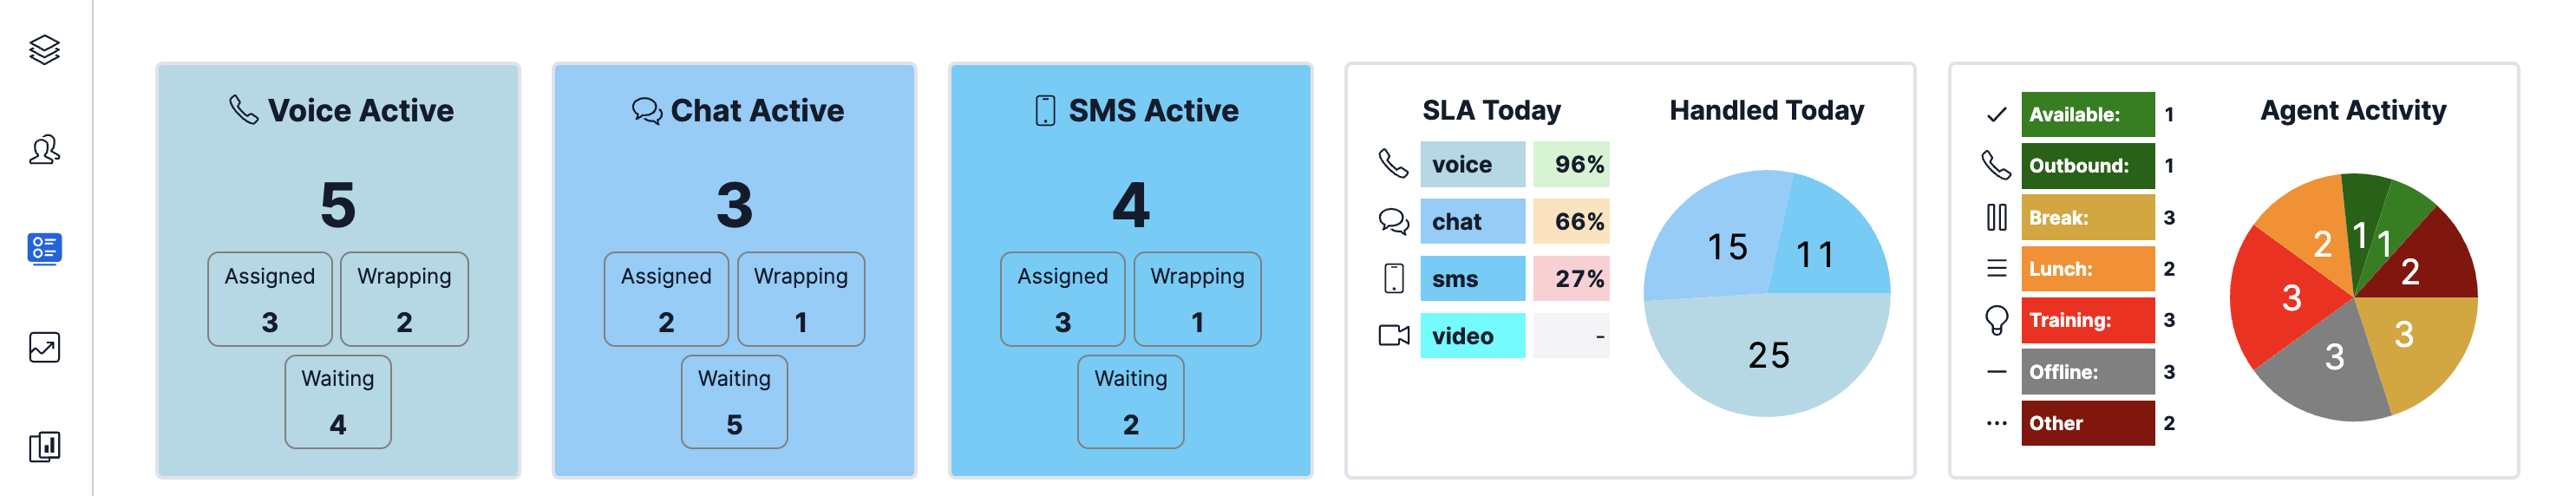 Voice Active
5
Assigned
3
Wrapping
2
Waiting
4
Chat Active
3
Assigned
2
Wrapping
1
Waiting
5
SMS Active
4
Assigned
3
Wrapping
1
Waiting
2
SLA Today
voice 96%
chat 66%
sms 27%
video -
Handled Today
15
11
25
Available: 1
Outbound: 1
Break: 3
Lunch: 2
Training: 3
Offline: 3
Other 2
Agent Activity
1
1
2
2
3
3
3